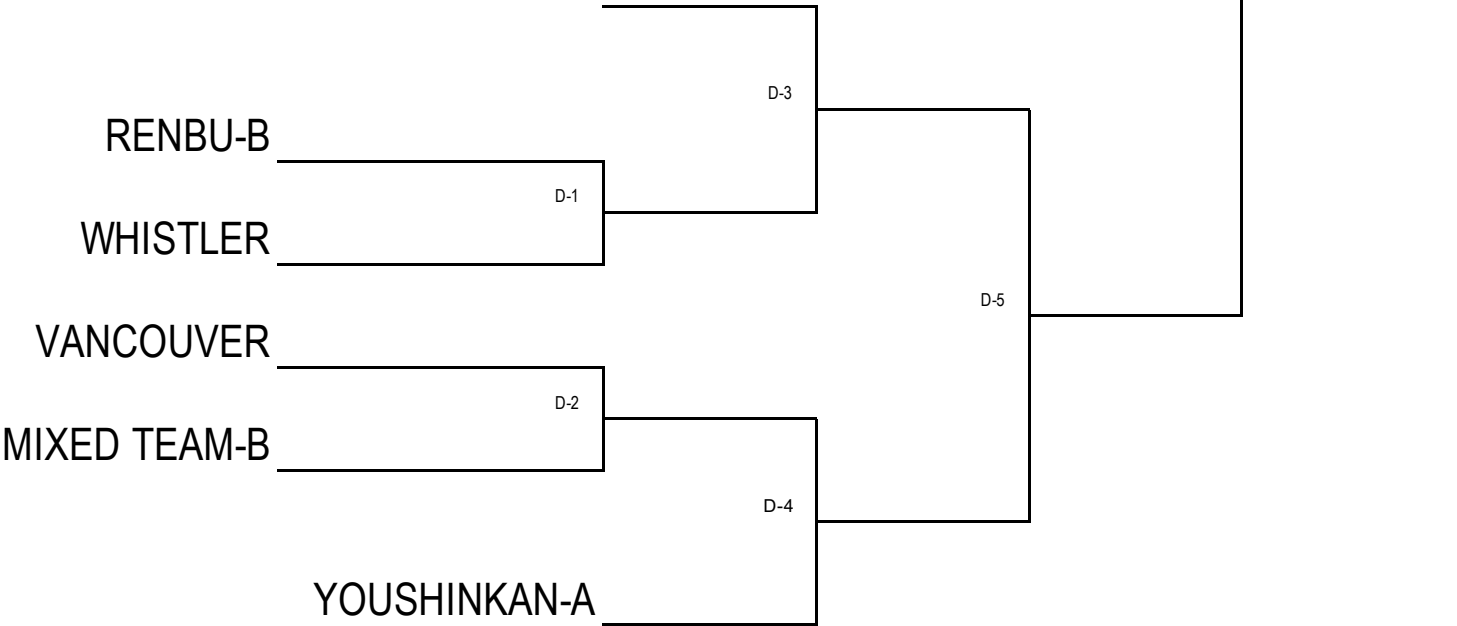 D-3
RENBU-B
D-1
WHISTLER
D-5
VANCOUVER
D-2
MIXED TEAM-B
D-4
YOUSHINKAN-A